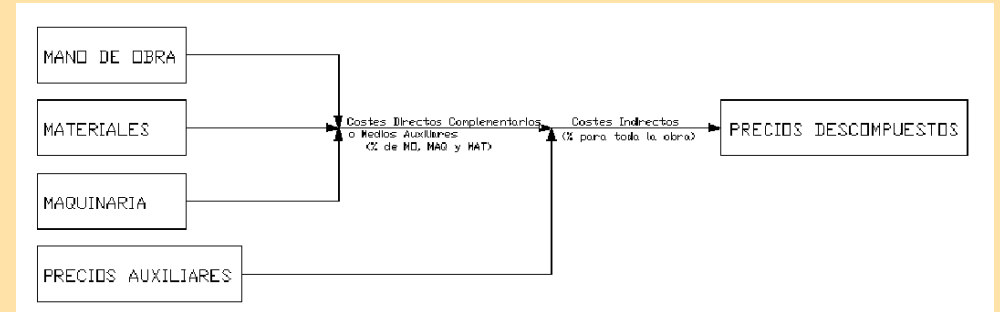 MANO DE OBRA
MATERIALES
MAQUINARIA
PRECIOS AUXILIARES
Costes Directos Complementarios
o Medios Auxiliares
(% de MO, MAQ y MAT)
Costes Indirectos
(% para toda la obra)
PRECIOS DESCOMPUESTOS